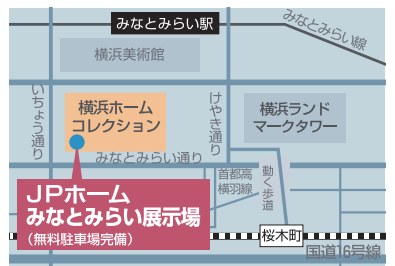 みなとみらい駅
みなとみらい線
横浜美術館
いちょう通り
横浜ホーム
コレクション
けやき通り
横浜ランド
マークタワー
みなとみらい通り
首都高
横羽線
動く歩道
JPホーム
みなとみらい展示場
(無料駐車場完備)
桜木町
国道16号線